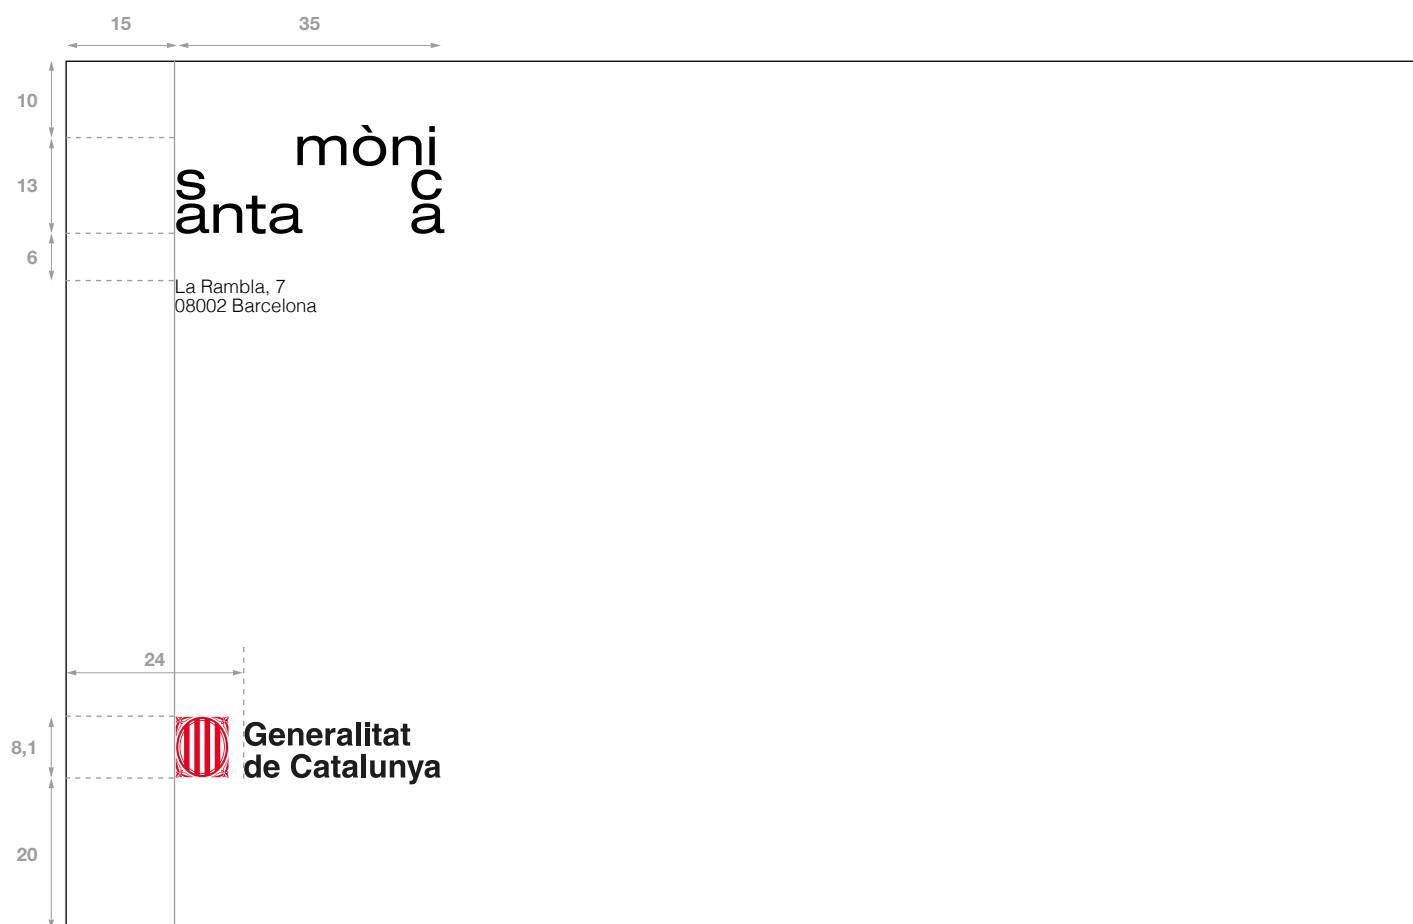 15
35
10
mòni
13
s
c
anta
a
6
La Rambla, 7
08002 Barcelona
24
8,1
Generalitat
de Catalunya
20